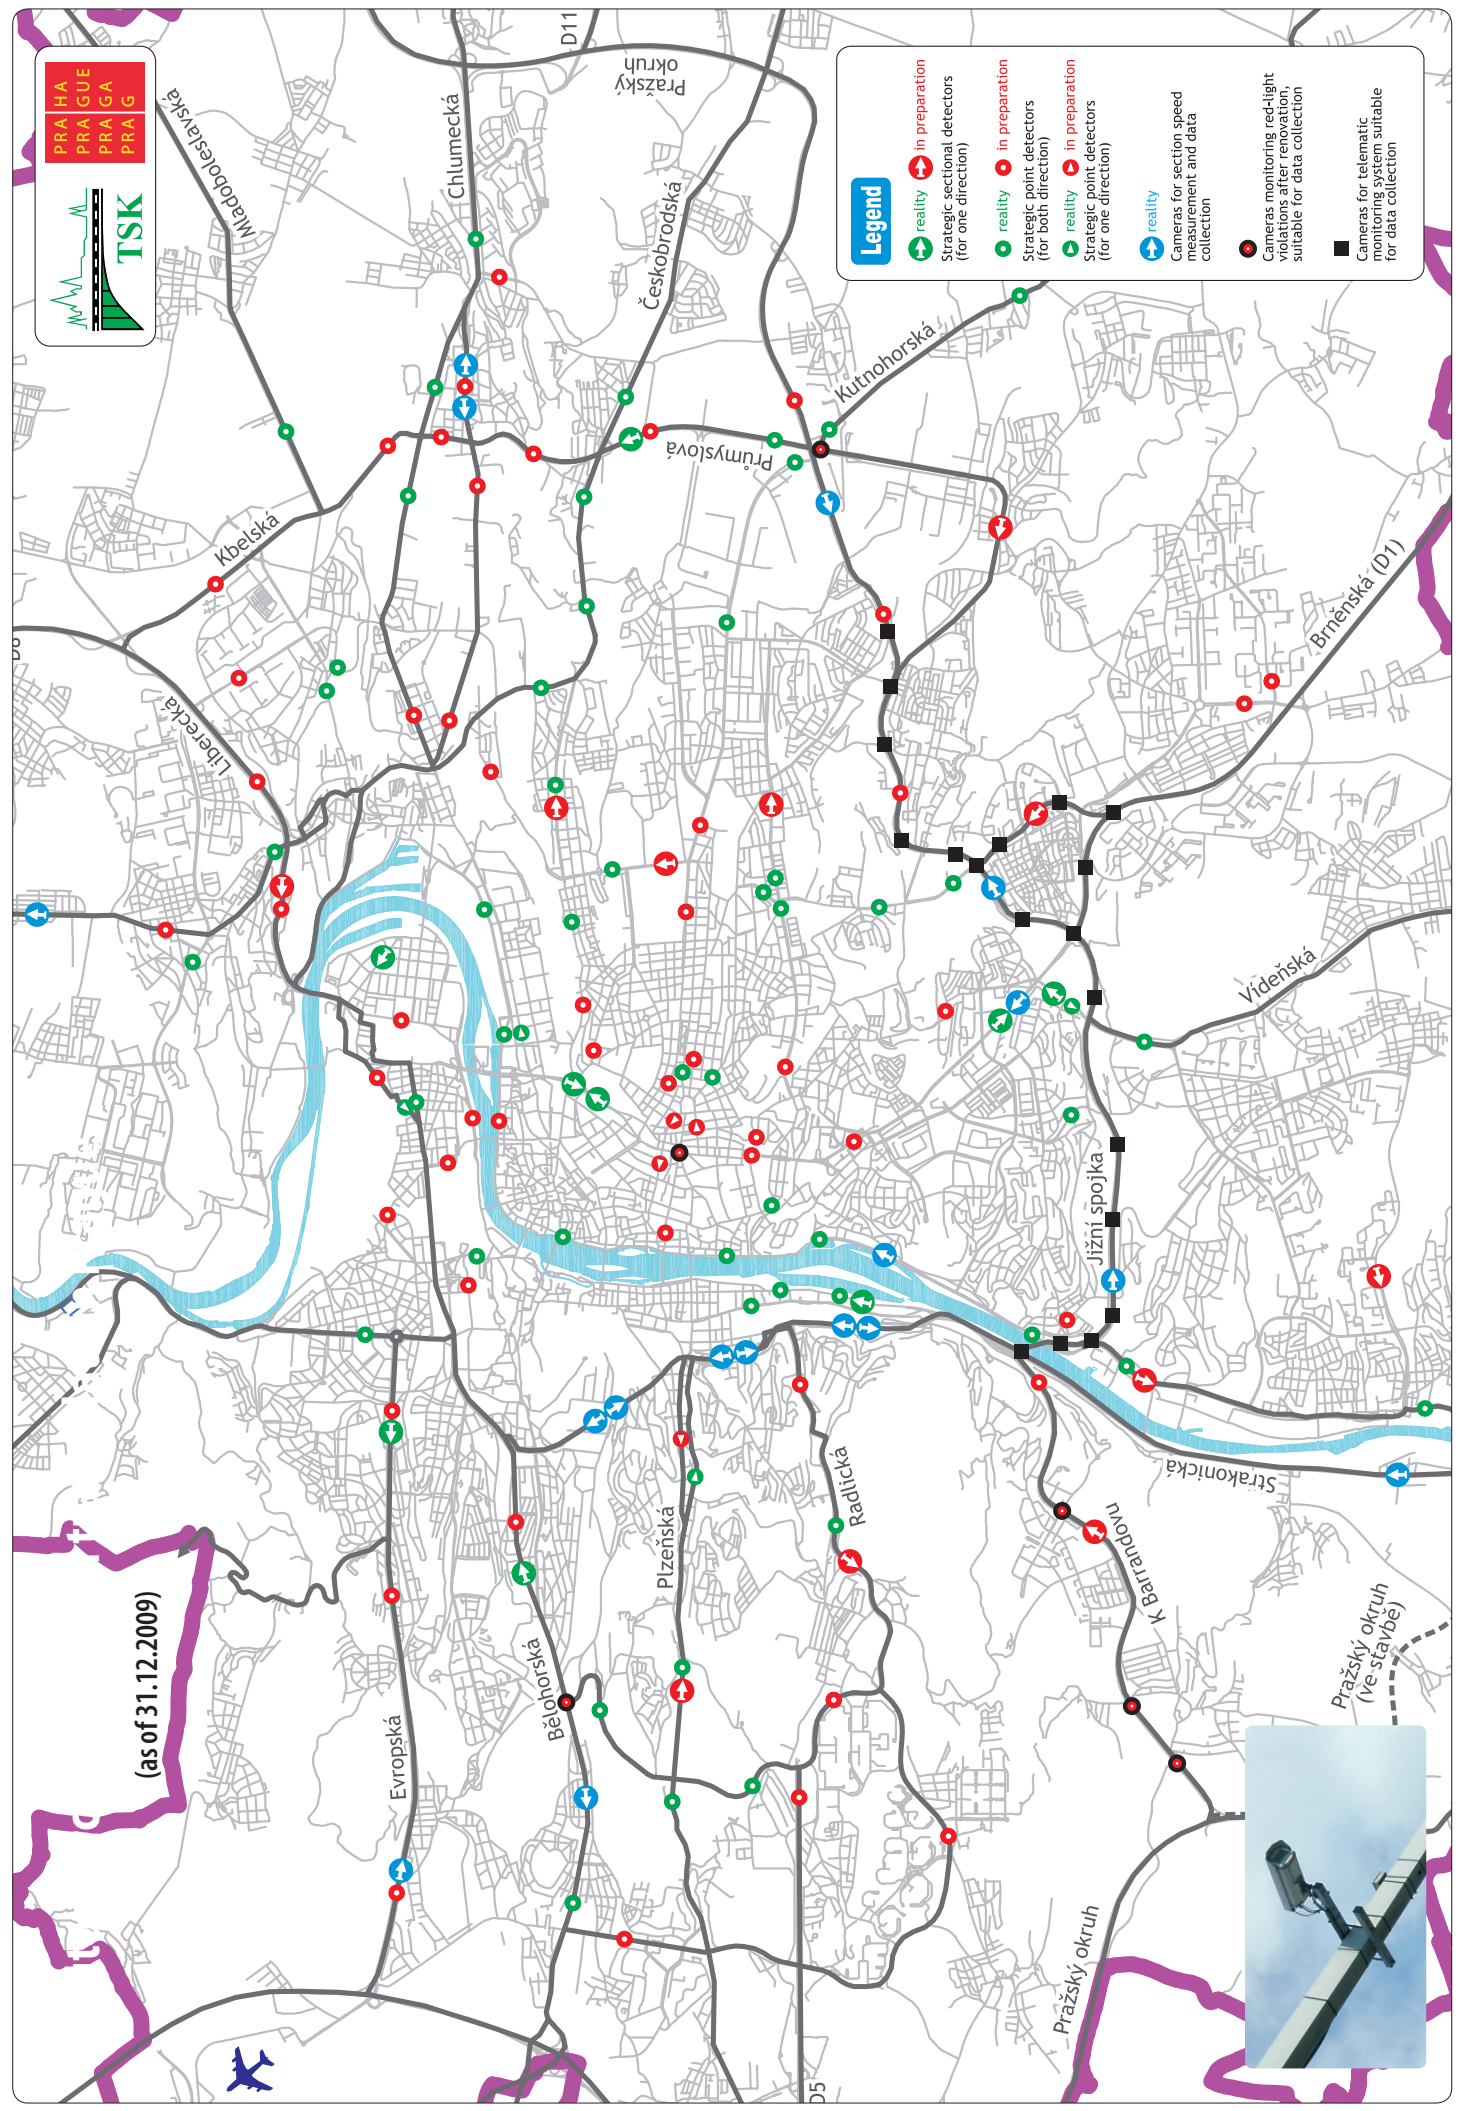 (as of 31.12.2009)
PRA HA
PRA GUE
PRA GA
PRA G
TSK
Mladoboleslavská
Chlumecká
D11
Pražský
okruh
Českobrodská
Kbelská
Průmyslová
Kutnohorská
D8
Liberecká
Brněnská (D1)
Vídeňská
Jižní spojka
Evropská
Bělohorská
Plzeňská
Radlická
Strakonická
K Barrandovu
Pražský okruh
(ve stavbě)
Pražský okruh
D5
Legend
reality
in preparation
Strategic sectional detectors
(for one direction)
reality
in preparation
Strategic point detectors
(for both direction)
reality
in preparation
Strategic point detectors
(for one direction)
reality
Cameras for section speed
measurement and data
collection
Cameras monitoring red-light
violations after renovation,
suitable for data collection
Cameras for telematic
monitoring system suitable
for data collection